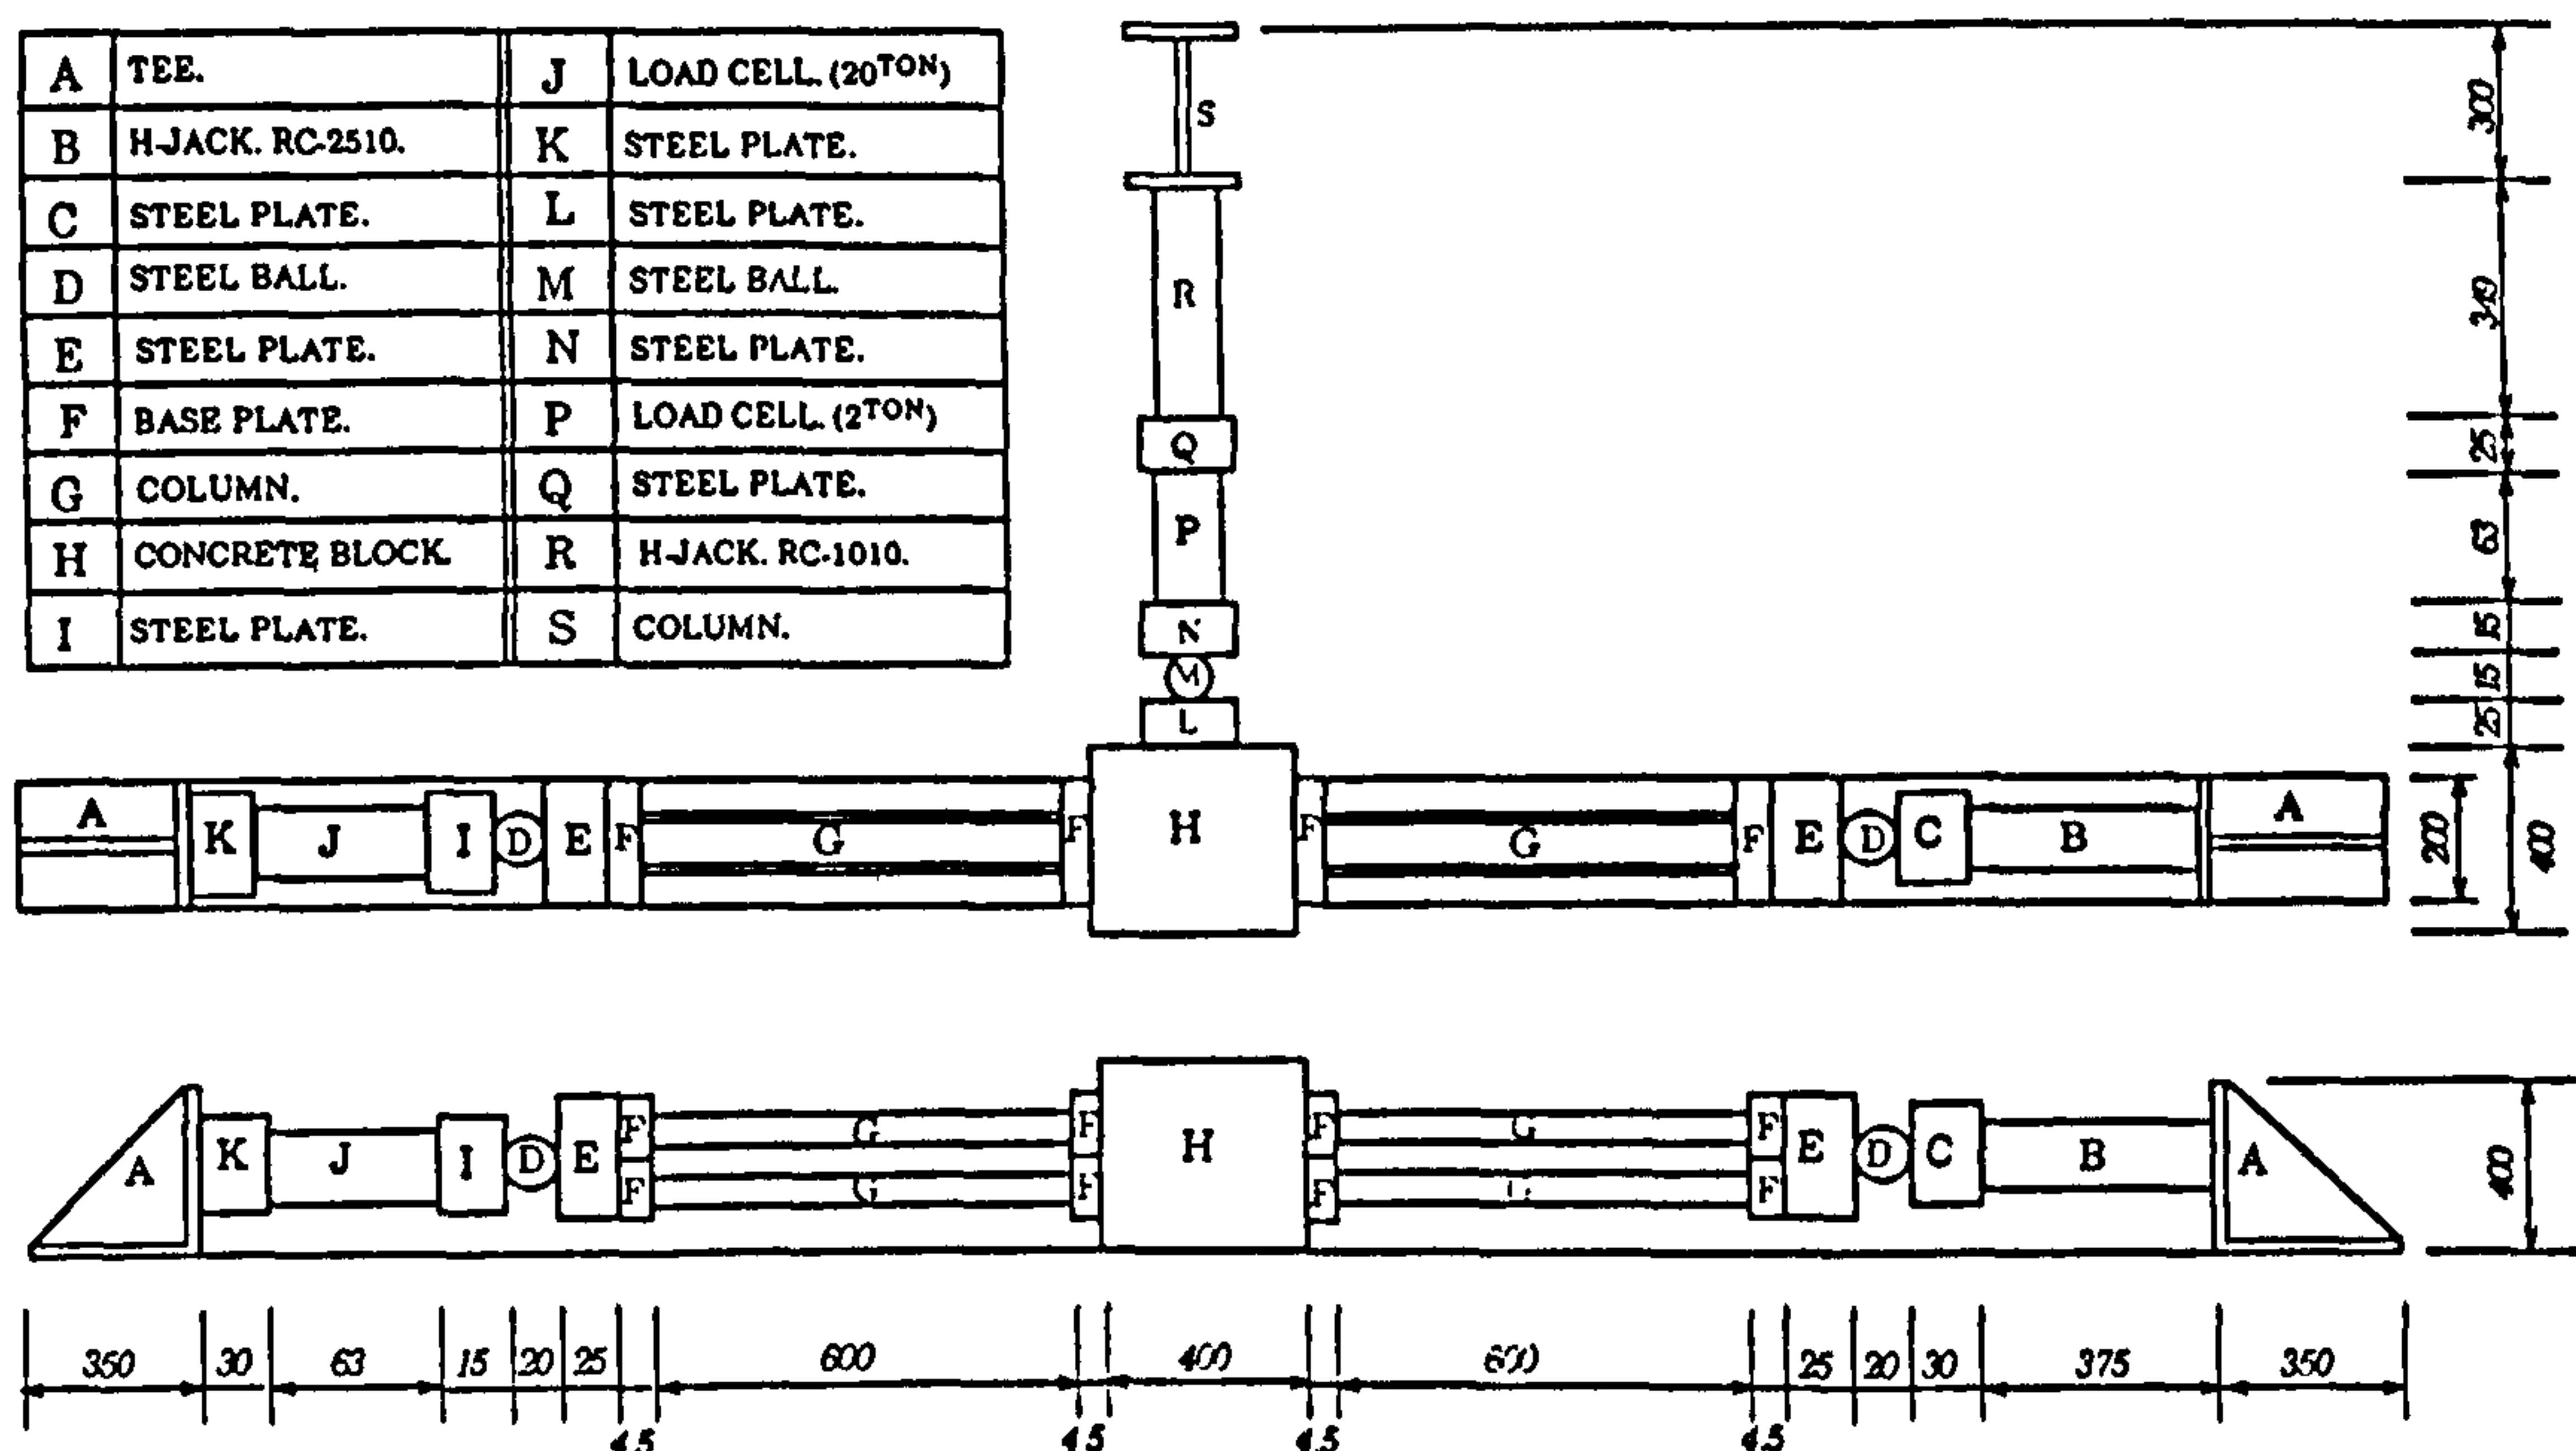 A TEE. J LOAD CELL. (20TON)
B H-JACK. RC-2510. K STEEL PLATE.
C STEEL PLATE. L STEEL PLATE.
D STEEL BALL. M STEEL BALL.
E STEEL PLATE. N STEEL PLATE.
F BASE PLATE. P LOAD CELL. (2TON)
G COLUMN. Q STEEL PLATE.
H CONCRETE BLOCK. R H-JACK. RC-1010.
I STEEL PLATE. S COLUMN.
S
300
R
349
Q
25
P
63
N
15
M
15
L
25
A K J I D E F G F H F G F E D C B A
200
400
A K J I D E F G F H F G F E D C B A
F G F F F
400
350 30 63 15 20 25 600 400 600 25 20 30 375 350
4.5 4.5 4.5 4.5